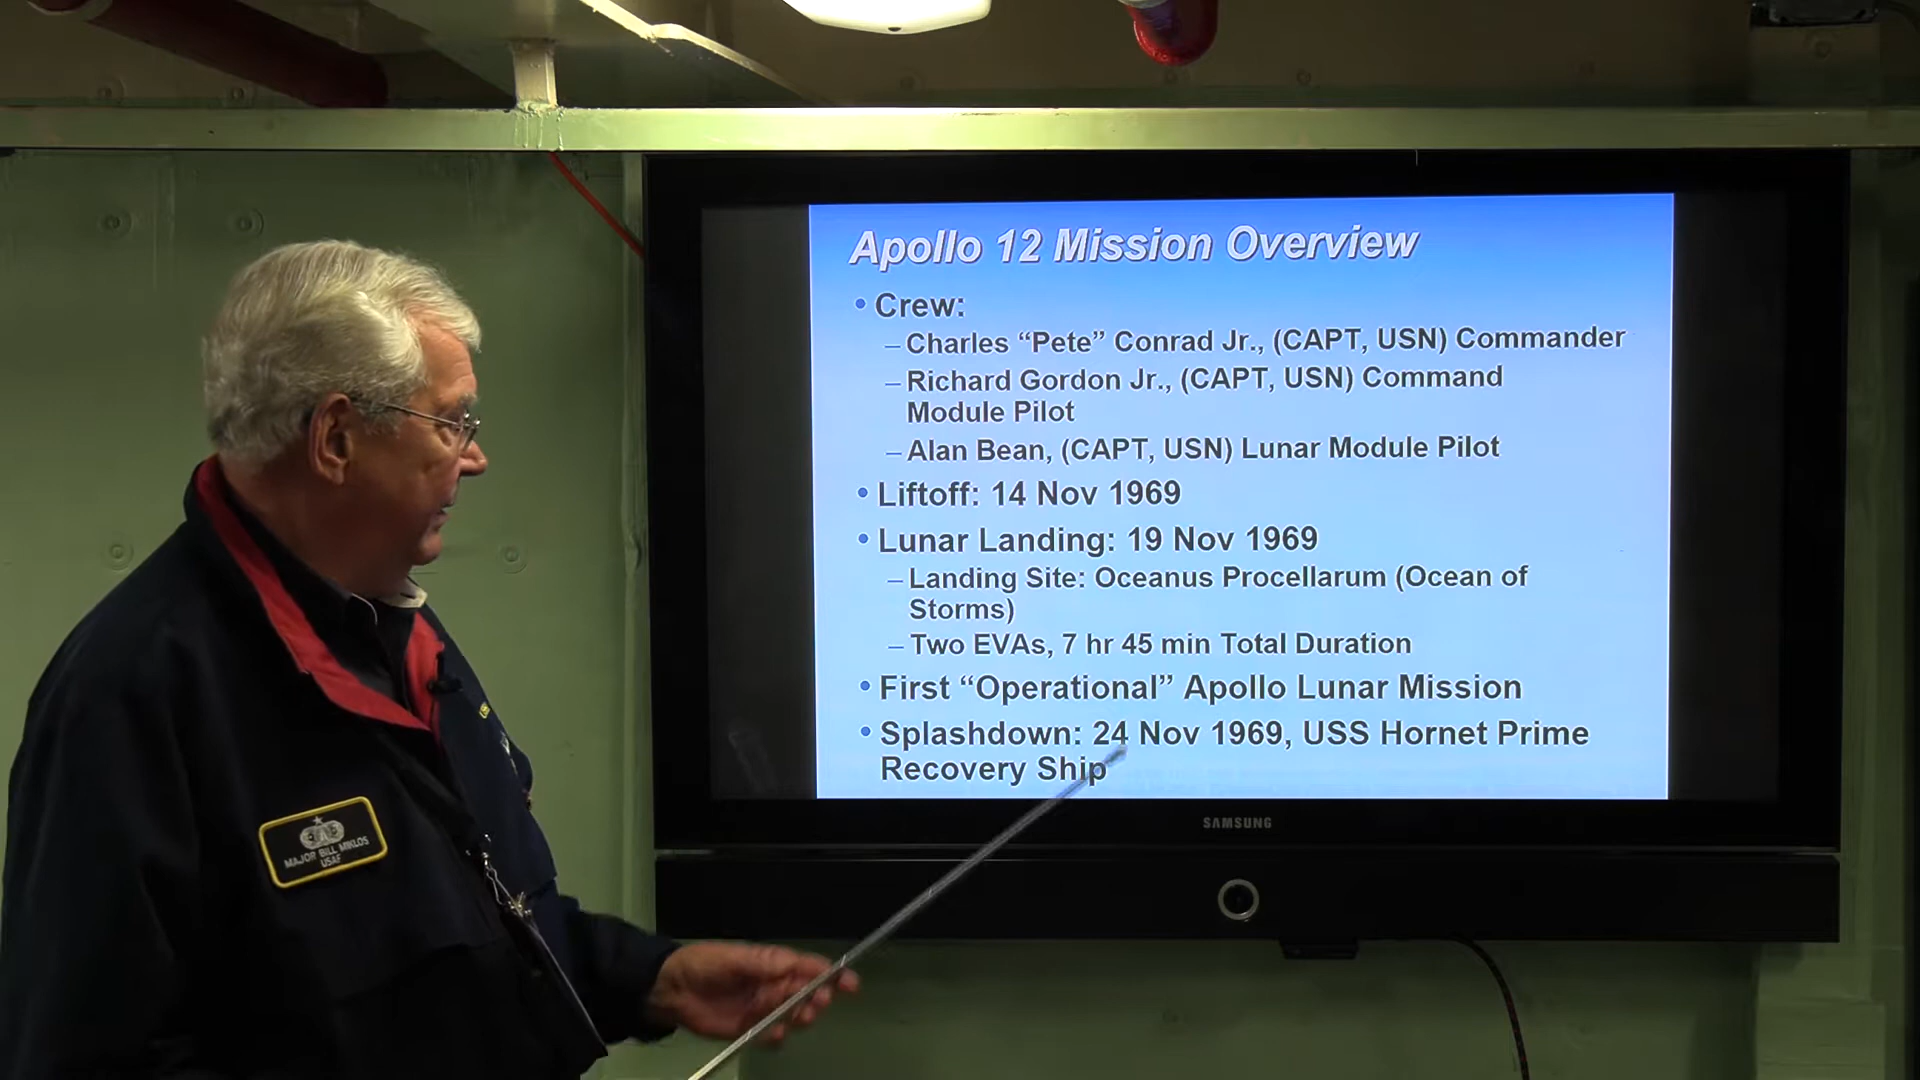 Apollo 12 Mission Overview
• Crew:
– Charles “Pete” Conrad Jr., (CAPT, USN) Commander
– Richard Gordon Jr., (CAPT, USN) Command
Module Pilot
– Alan Bean, (CAPT, USN) Lunar Module Pilot
• Liftoff: 14 Nov 1969
• Lunar Landing: 19 Nov 1969
– Landing Site: Oceanus Procellarum (Ocean of
Storms)
– Two EVAs, 7 hr 45 min Total Duration
• First “Operational” Apollo Lunar Mission
• Splashdown: 24 Nov 1969, USS Hornet Prime
Recovery Ship
SAMSUNG
MAJOR BILL MIKLOS
USAF